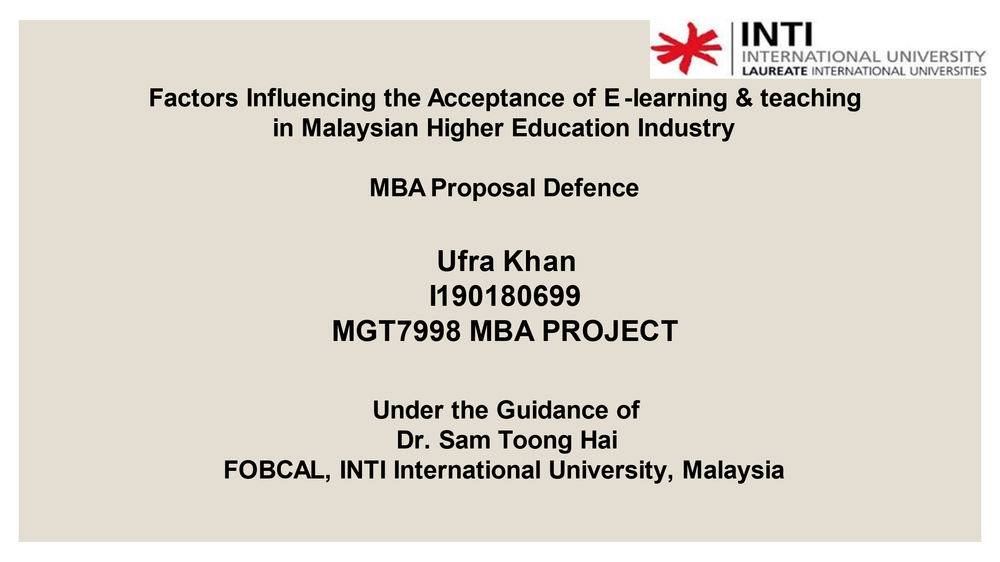 INTI
INTERNATIONAL UNIVERSITY
LAUREATE INTERNATIONAL UNIVERSITIES
Factors Influencing the Acceptance of E -learning & teaching
in Malaysian Higher Education Industry
MBA Proposal Defence
Ufra Khan
I190180699
MGT7998 MBA PROJECT
Under the Guidance of
Dr. Sam Toong Hai
FOBCAL, INTI International University, Malaysia